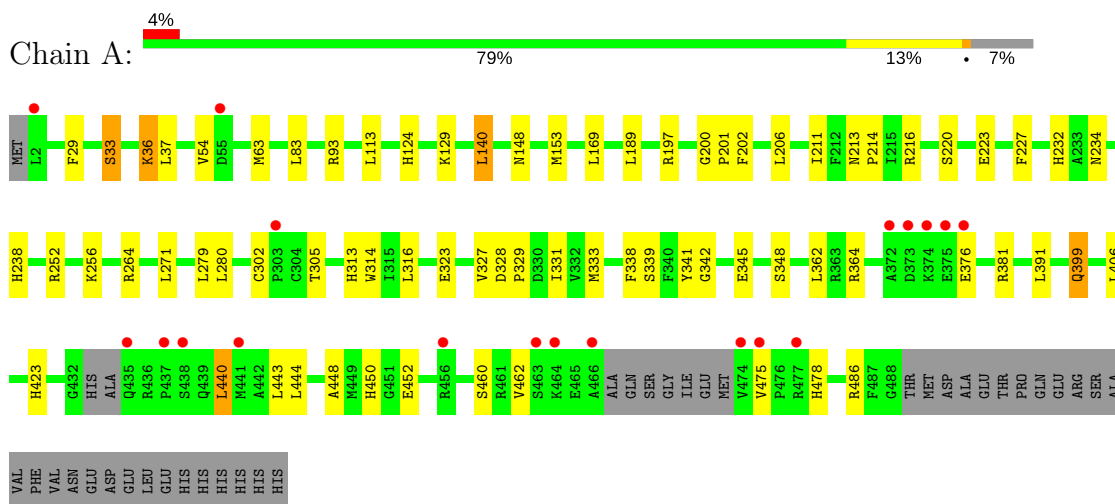 4%
Chain A:
79% 13% • 7%
MET L2 F29 S33 K36 L37 V54 D55 M63 L83 R93 L113 H124 K129 L140 N148 M153 L169 L189 R197 G200 P201 F202 L206 I211 F212 N213 P214 I215 R216 S220 E223 F227 H232 A233 N234
H238 R252 K256 R264 L271 L279 L280 C302 P303 C304 T305 H313 W314 I315 L316 E323 V327 D328 P329 D330 I331 V332 M333 F338 S339 F340 Y341 G342 E345 S348 L362 R363 R364 A372 D373 K374 E375 E376 R381 L391 Q399 L406
H423 G432 HIS ALA Q435 R436 P437 S438 Q439 L440 M441 A442 L443 L444 A448 M449 H450 G451 E452 R456 S460 R461 V462 S463 K464 E465 A466 ALA GLN SER GLY ILE GLU MET V474 V475 P476 R477 H478 R486 F487 G488 THR MET ASP ALA GLU THR PRO GLN GLU ARG SER ALA
VAL PHE VAL ASN GLU ASP GLU LEU GLU HIS HIS HIS HIS HIS HIS